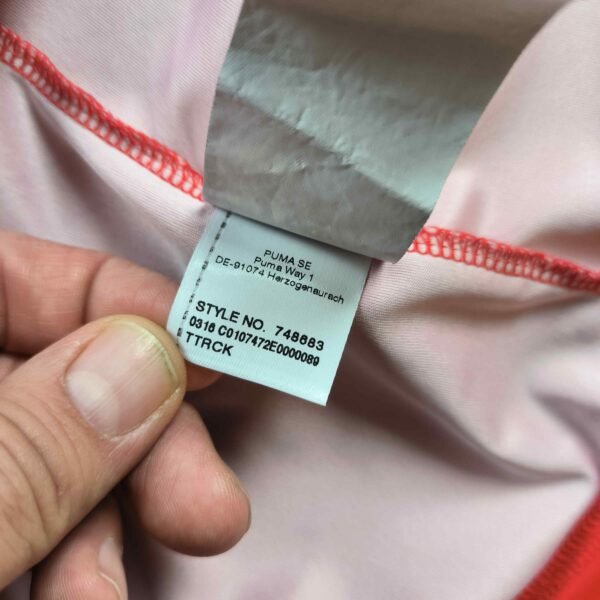 PUMA SE
Puma Way 1
DE-91074 Herzogenaurach
STYLE NO. 748683
0316 C0107472E0000089
TTRCK